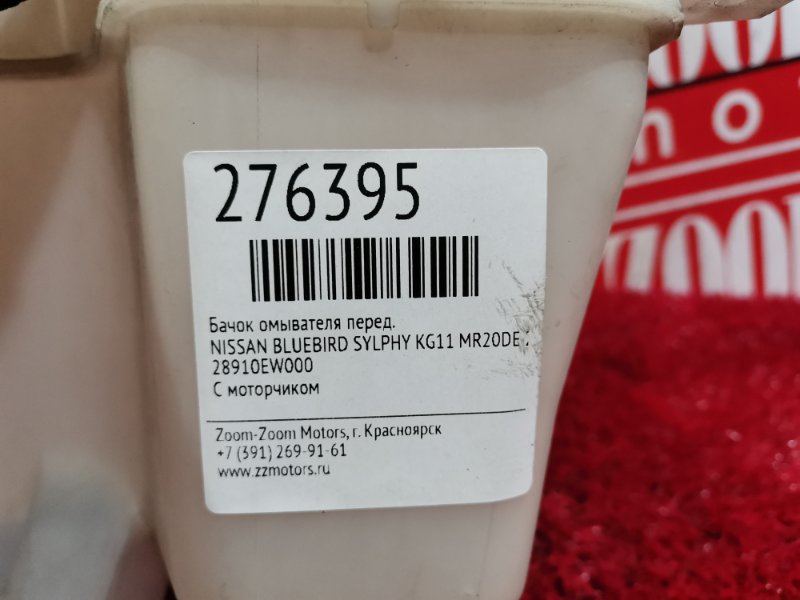 276395
Бачок омывателя перед.
NISSAN BLUEBIRD SYLPHY KG11 MR20DE
28910EW000
С моторчиком
Zoom-Zoom Motors, г. Красноярск
+7 (391) 269-91-61
www.zzmotors.ru